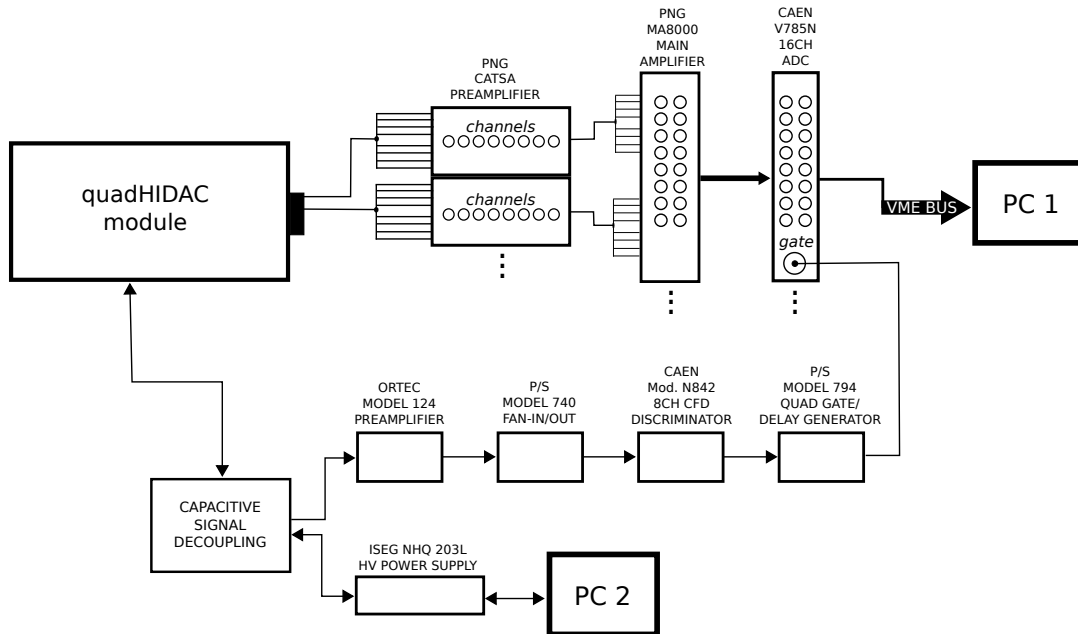 PNG
MA8000
MAIN
AMPLIFIER
CAEN
V785N
16CH
ADC
PNG
CATSA
PREAMPLIFIER
channels
channels
quadHIDAC
module
VME BUS
PC 1
gate
ORTEC
MODEL 124
PREAMPLIFIER
P/S
MODEL 740
FAN-IN/OUT
CAEN
Mod. N842
8CH CFD
DISCRIMINATOR
P/S
MODEL 794
QUAD GATE/
DELAY GENERATOR
CAPACITIVE
SIGNAL
DECOUPLING
ISEG NHQ 203L
HV POWER SUPPLY
PC 2